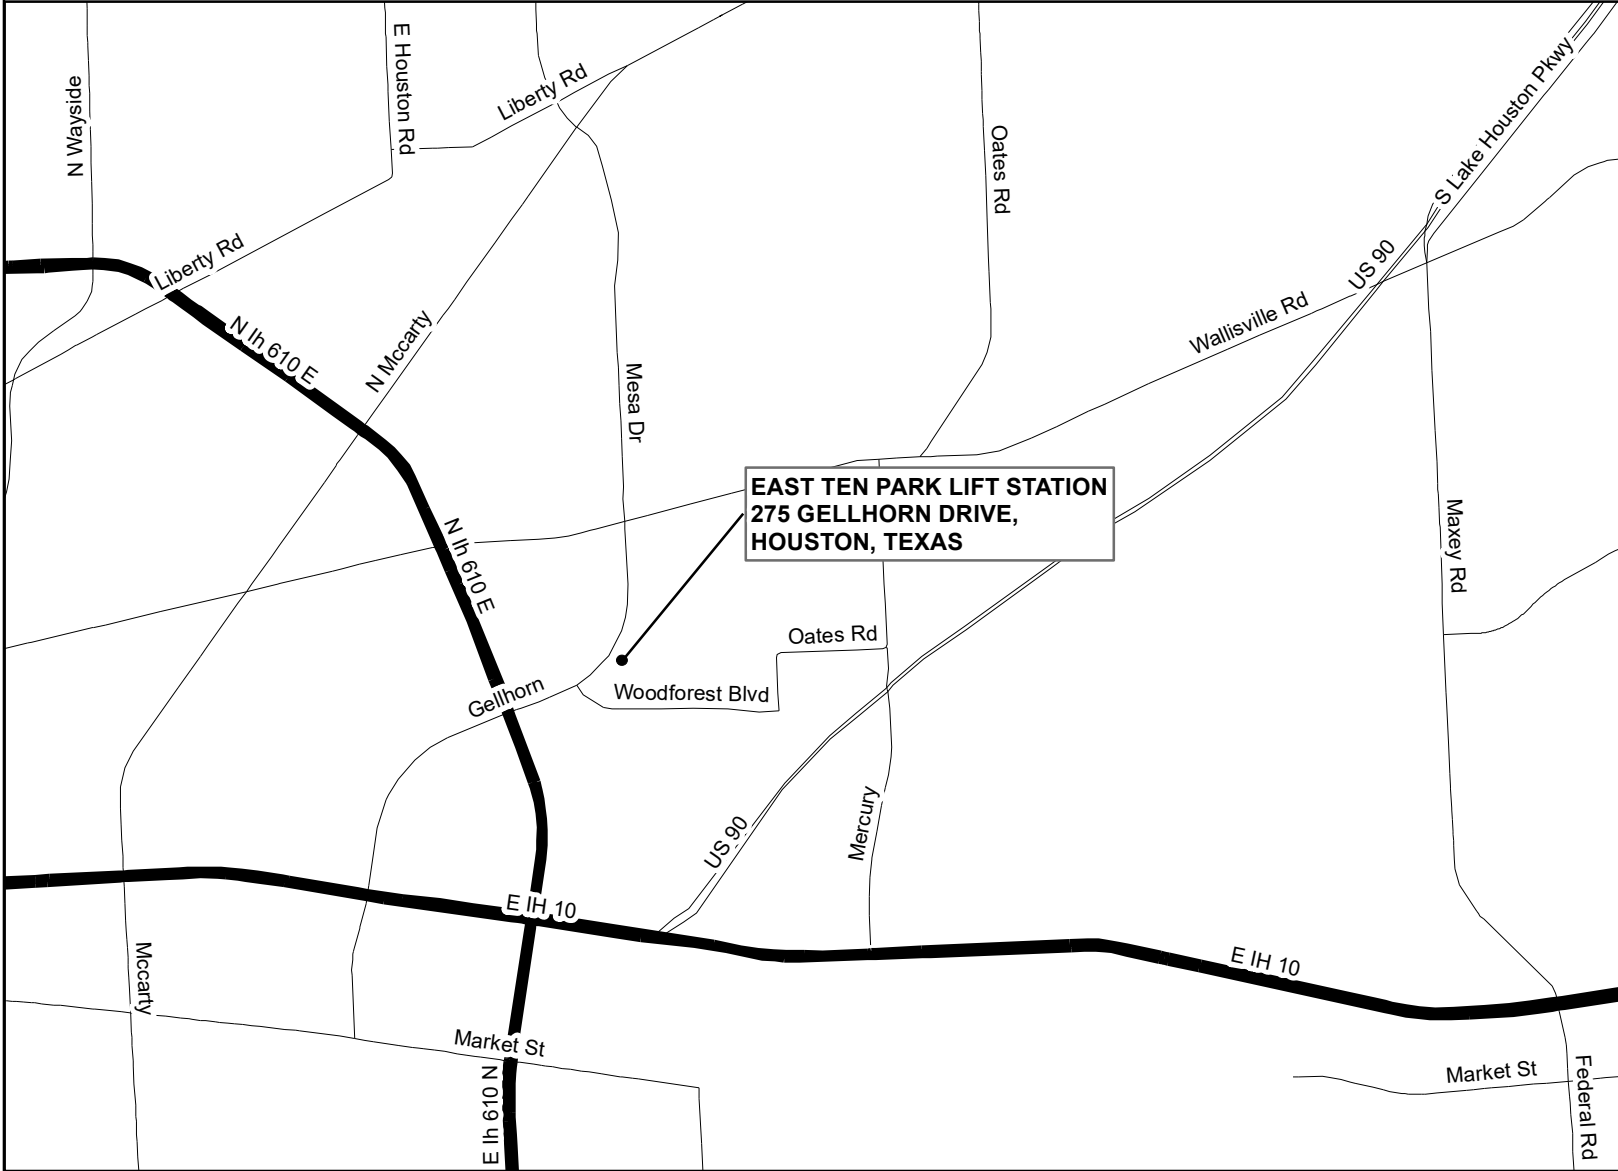 N Wayside
E Houston Rd
Liberty Rd
Oates Rd
S Lake Houston Pkwy
Liberty Rd
US 90
N Ih 610 E
N Mccarty
Wallisville Rd
Mesa Dr
EAST TEN PARK LIFT STATION
275 GELLHORN DRIVE,
HOUSTON, TEXAS
N Ih 610 E
Maxey Rd
Oates Rd
Gellhorn
Woodforest Blvd
US 90
Mercury
E IH 10
E IH 10
Mccarty
Market St
Market St
E Ih 610 N
Federal Rd